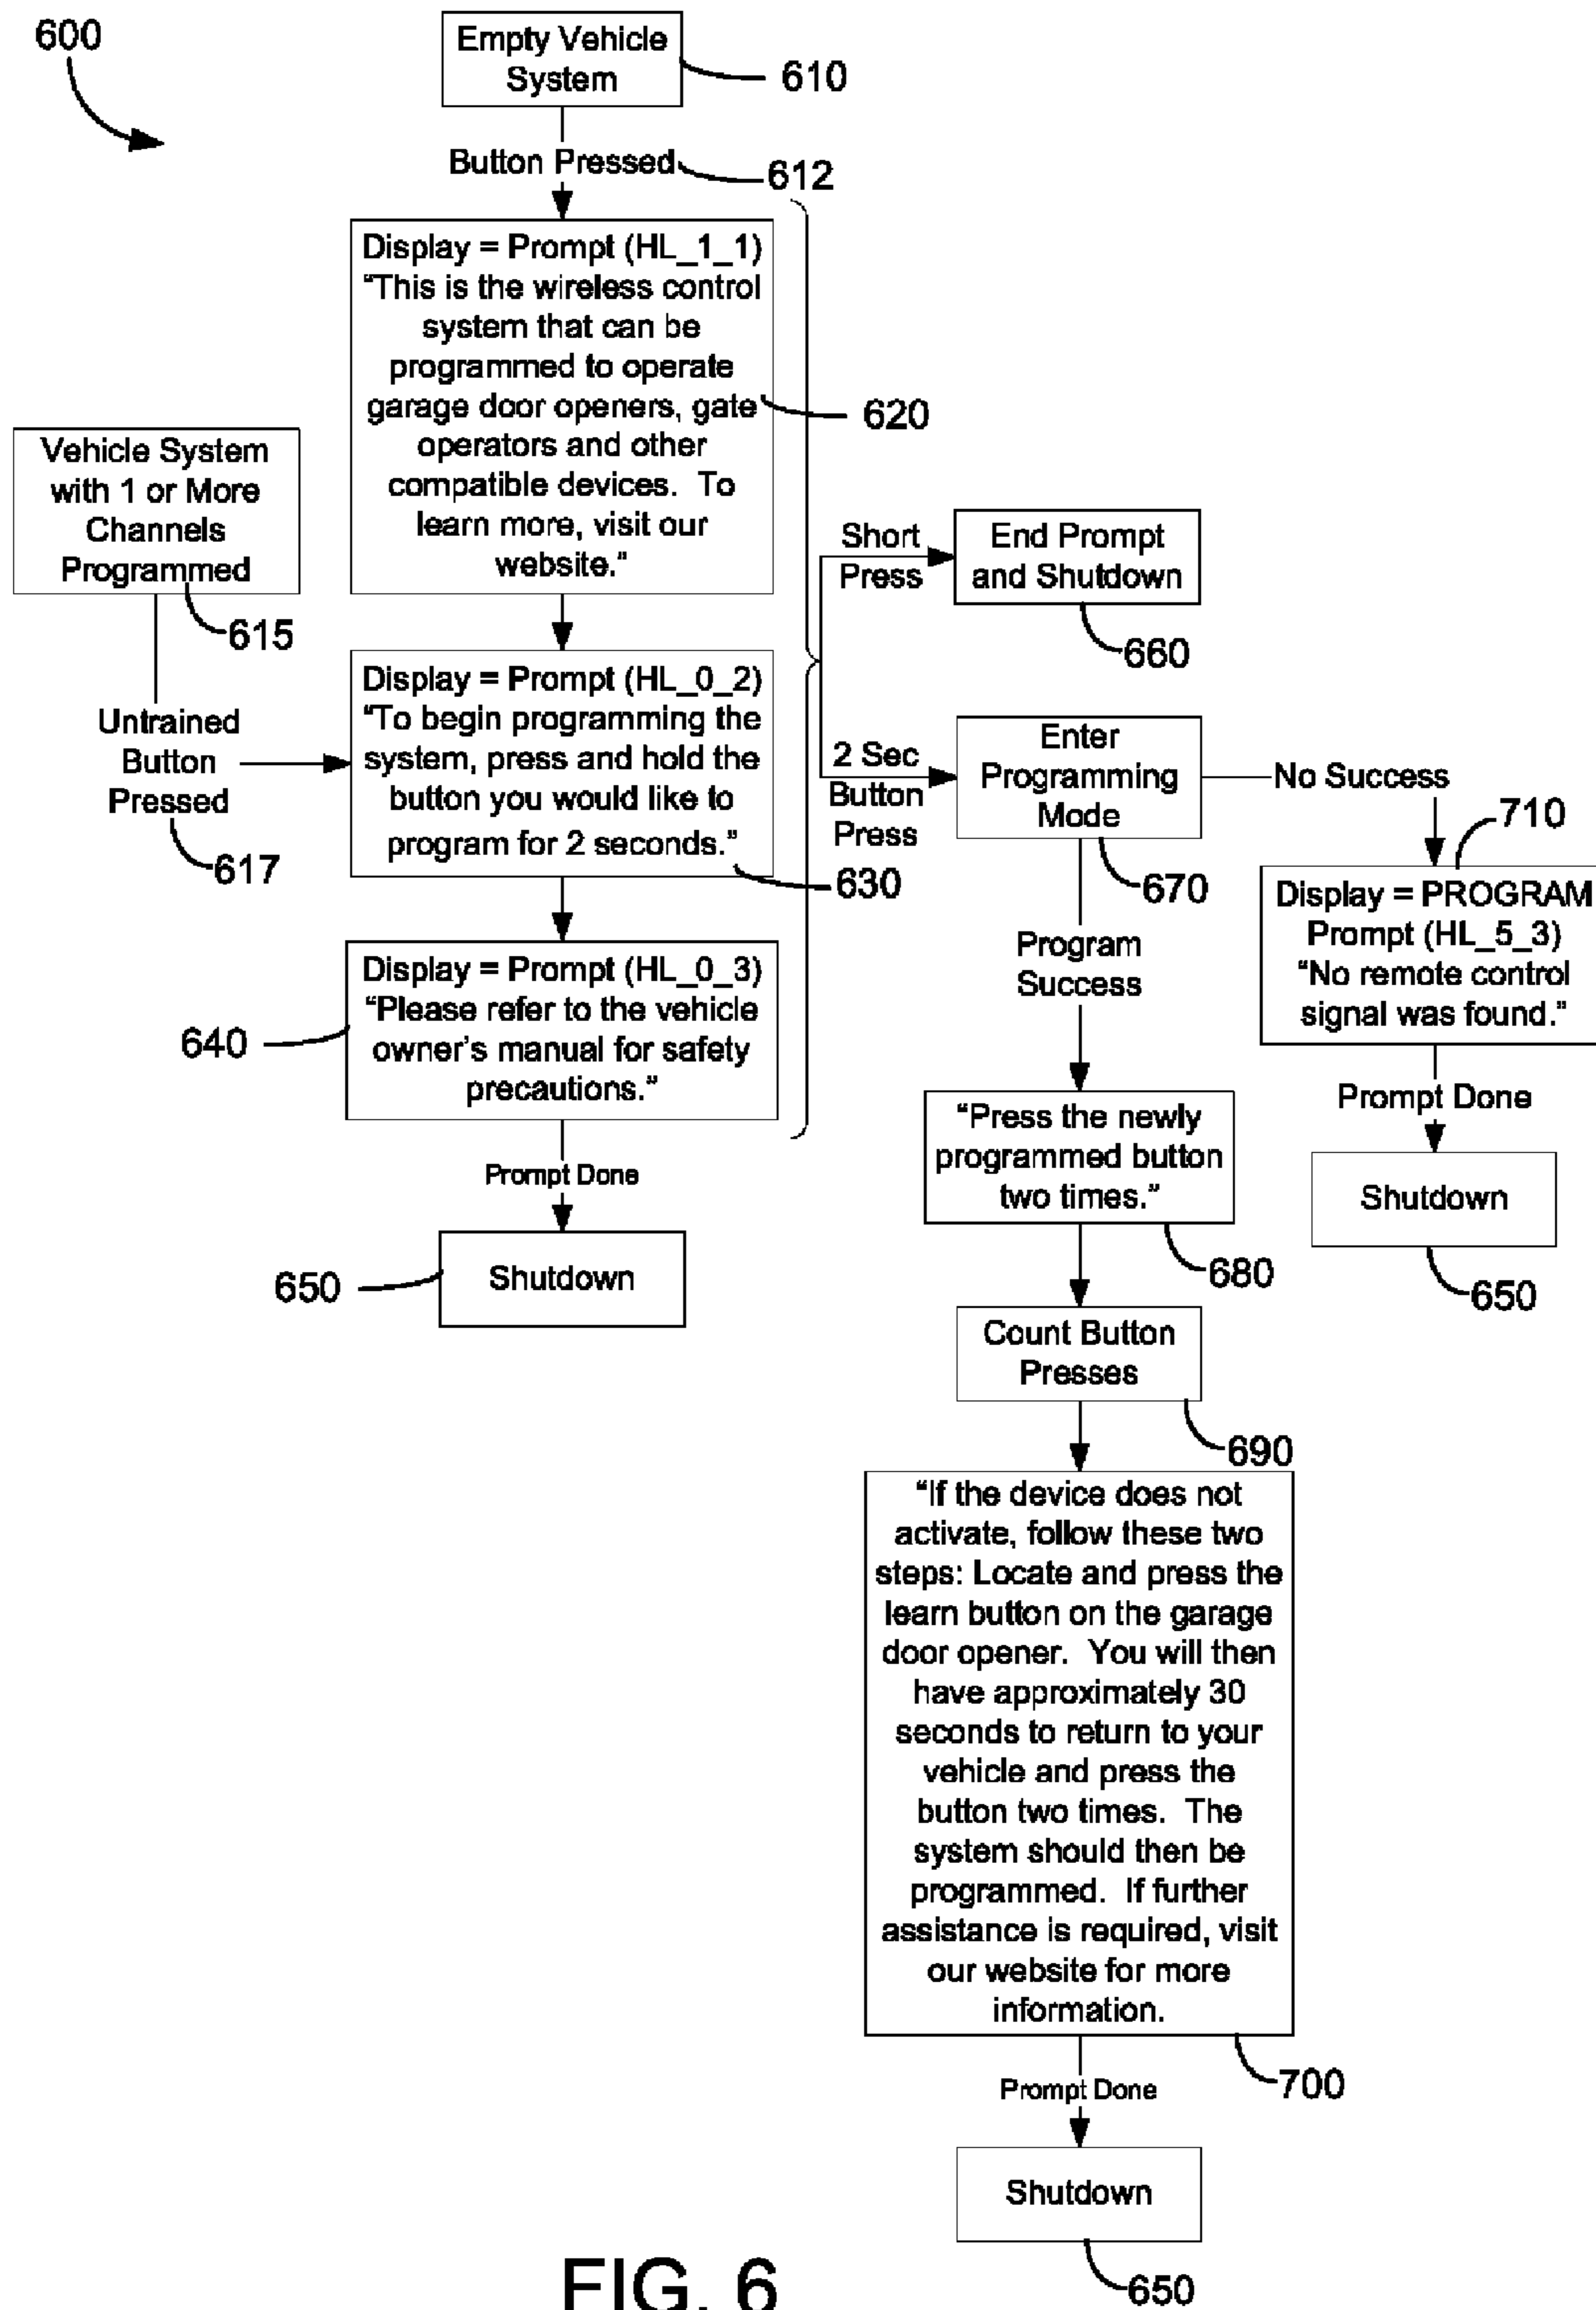 600
Empty Vehicle
System
610
Button Pressed
612
Display = Prompt (HL_1_1)
“This is the wireless control
system that can be
programmed to operate
garage door openers, gate
operators and other
compatible devices. To
learn more, visit our
website.”
620
Vehicle System
with 1 or More
Channels
Programmed
615
Untrained
Button
Pressed
617
Display = Prompt (HL_0_2)
“To begin programming the
system, press and hold the
button you would like to
program for 2 seconds.”
630
Display = Prompt (HL_0_3)
“Please refer to the vehicle
owner’s manual for safety
precautions.”
640
Prompt Done
Shutdown
650
Short
Press
End Prompt
and Shutdown
660
2 Sec
Button
Press
Enter
Programming
Mode
670
No Success
710
Display = PROGRAM
Prompt (HL_5_3)
“No remote control
signal was found.”
Prompt Done
Shutdown
650
Program
Success
“Press the newly
programmed button
two times.”
680
Count Button
Presses
690
“If the device does not
activate, follow these two
steps: Locate and press the
learn button on the garage
door opener. You will then
have approximately 30
seconds to return to your
vehicle and press the
button two times. The
system should then be
programmed. If further
assistance is required, visit
our website for more
information.
700
Prompt Done
Shutdown
650
FIG. 6